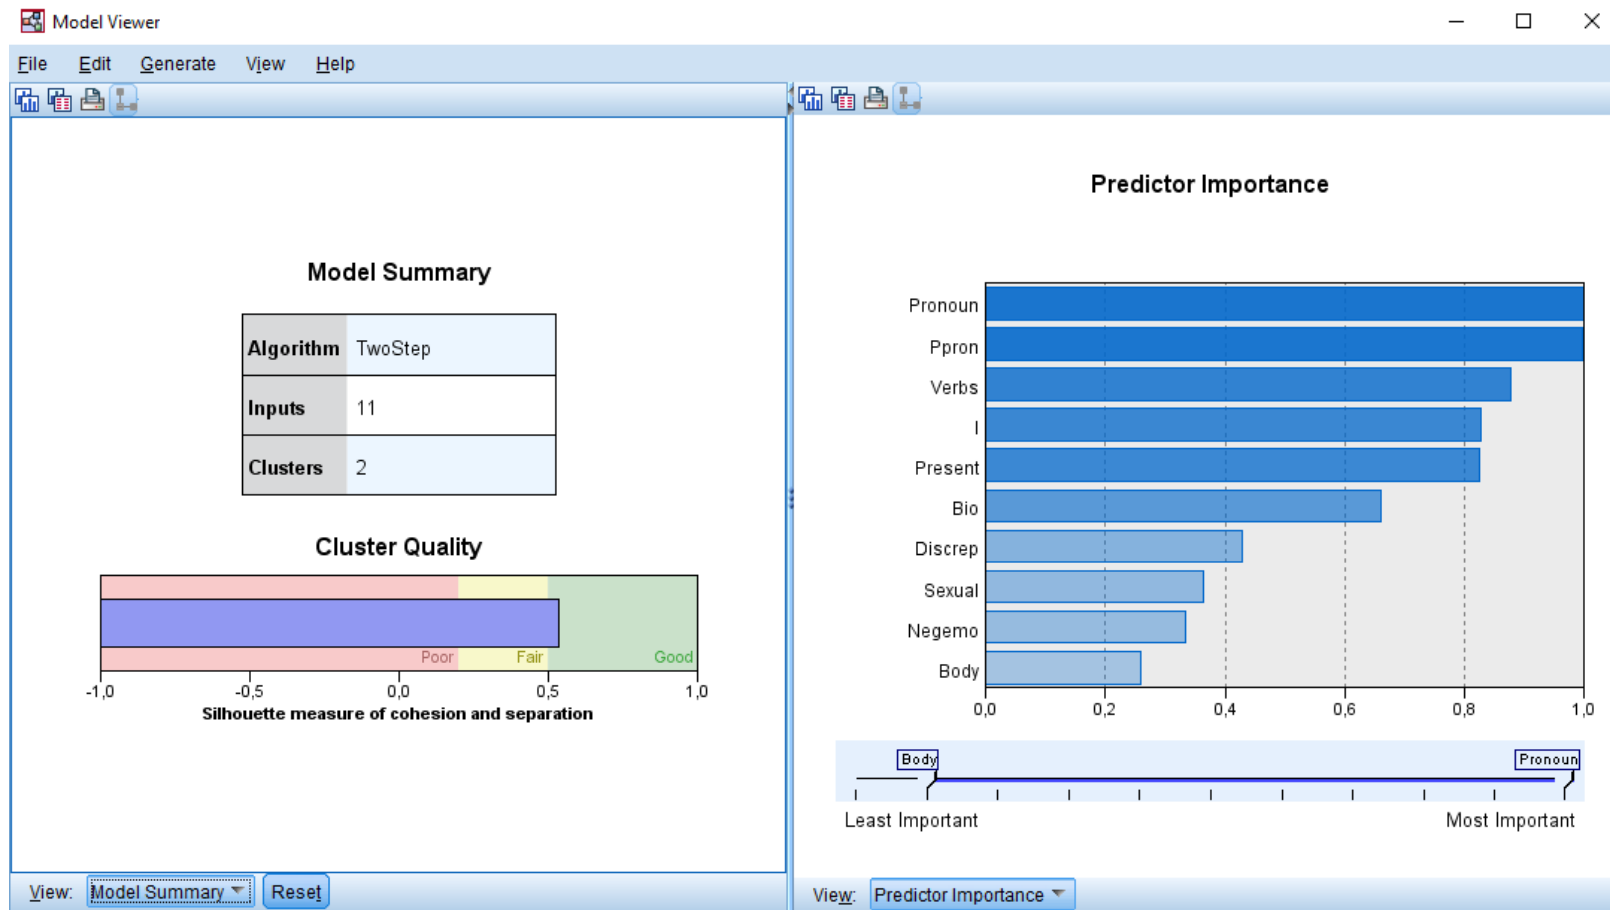 Model Viewer
File Edit Generate View Help
Model Summary
Algorithm TwoStep
Inputs 11
Clusters 2
Cluster Quality
Poor Fair Good
-1,0 -0,5 0,0 0,5 1,0
Silhouette measure of cohesion and separation
View: Model Summary Reset
Predictor Importance
Pronoun
Ppron
Verbs
I
Present
Bio
Discrep
Sexual
Negemo
Body
0,0 0,2 0,4 0,6 0,8 1,0
Body Pronoun
Least Important Most Important
View: Predictor Importance